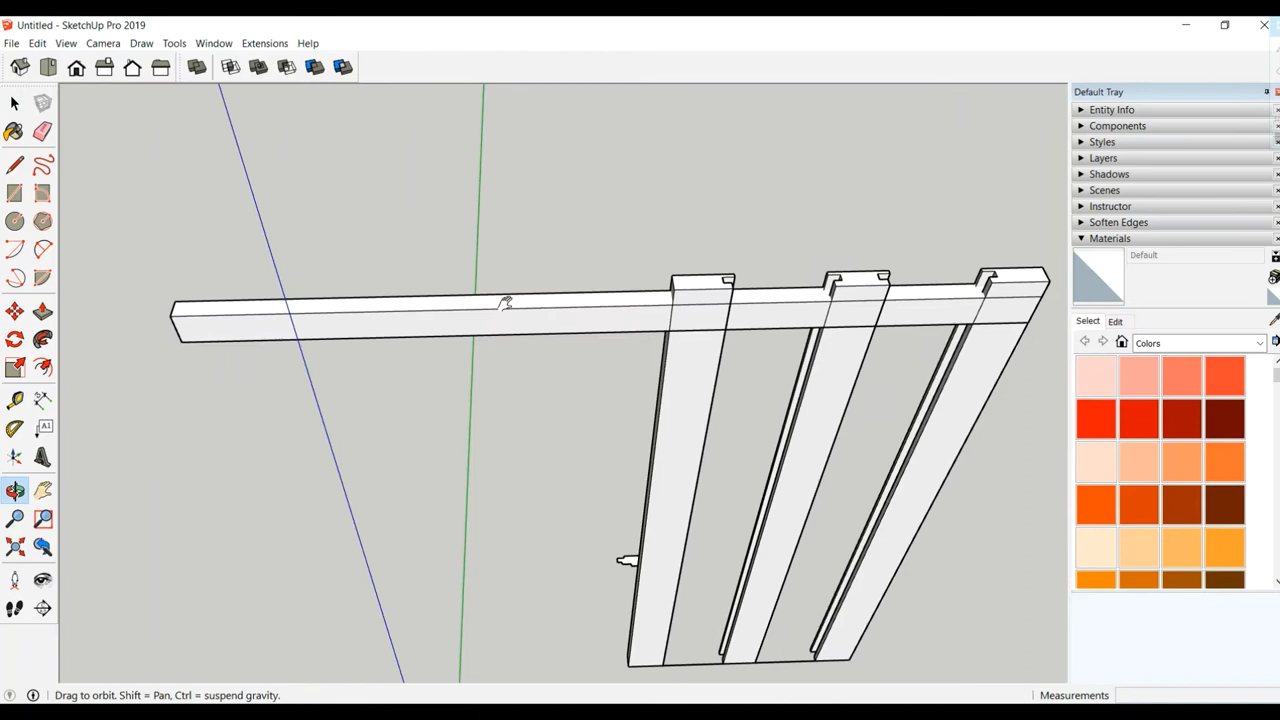 Untitled - SketchUp Pro 2019
File Edit View Camera Draw Tools Window Extensions Help
Default Tray
Entity Info
Components
Styles
Layers
Shadows
Scenes
Instructor
Soften Edges
Materials
Default
Select Edit
Colors
A1
Drag to orbit. Shift = Pan, Ctrl = suspend gravity.
Measurements